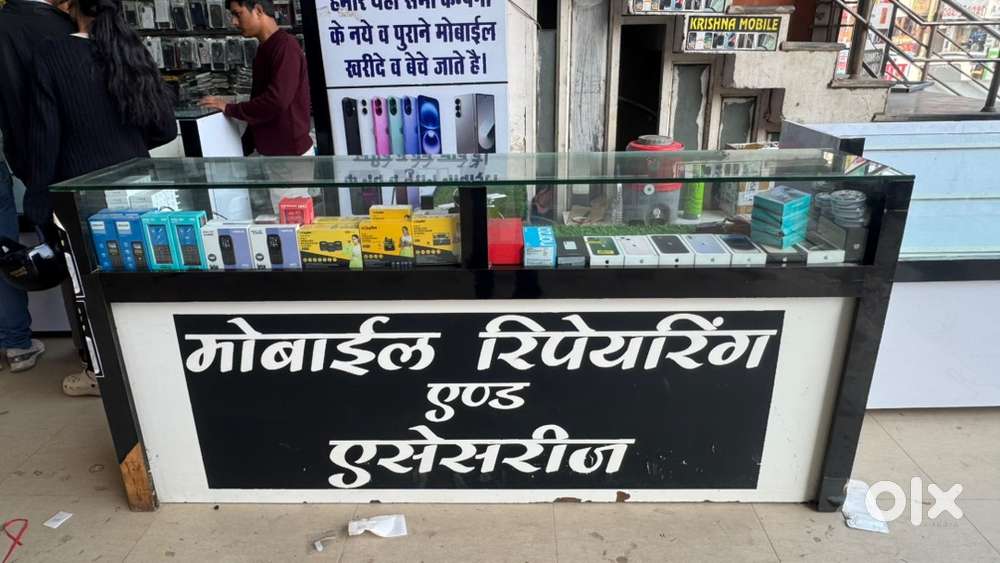 हमारे यहाँ सभी कम्पनी
के नये व पुराने मोबाईल
खरीदे व बेचे जाते है।
KRISHNA MOBILE
मोबाईल रिपेयरिंग
एण्ड
एसेसरीज
olx